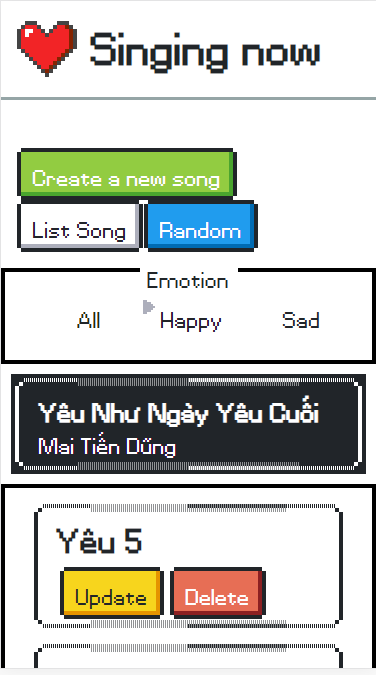 Singing now
Create a new song
List Song Random
Emotion
All Happy Sad
Yêu Như Ngày Yêu Cuối
Mai Tiến Dũng
Yêu 5
Update Delete